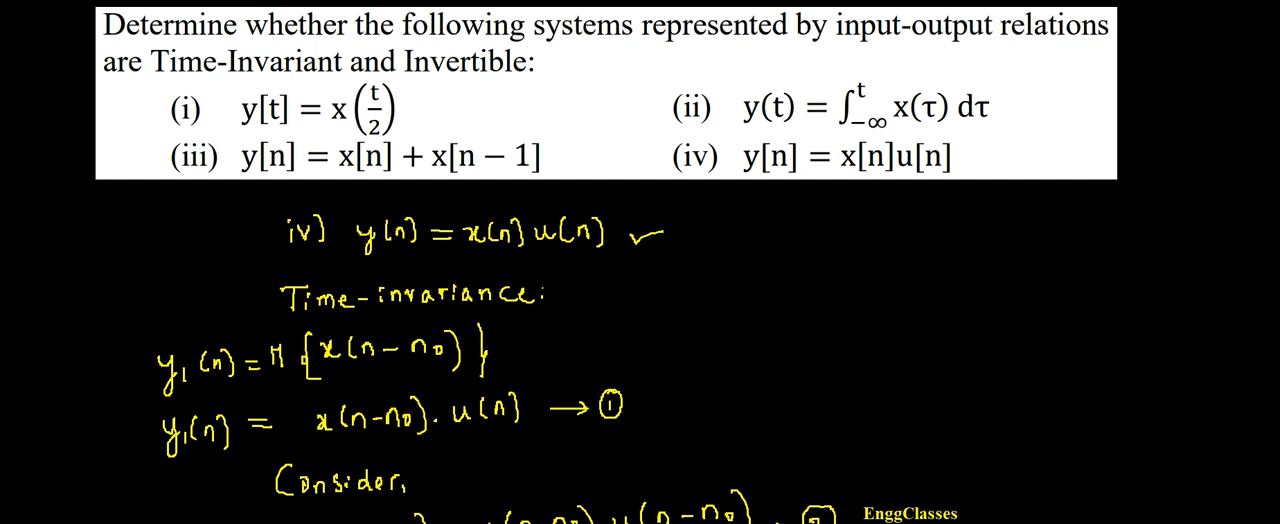 Determine whether the following systems represented by input-output relations
are Time-Invariant and Invertible:
(i) y[t] = x(t/2) (ii) y(t) = ∫_{-∞}^{t} x(τ) dτ
(iii) y[n] = x[n] + x[n − 1] (iv) y[n] = x[n]u[n]
iv) y[n] = x[n] u[n] ✓
Time-invariance:
y₁[n] = H {x(n-n₀)}
y₁[n] = x(n-n₀). u[n] → ①
Consider,
u(n-n₀)
EnggClasses